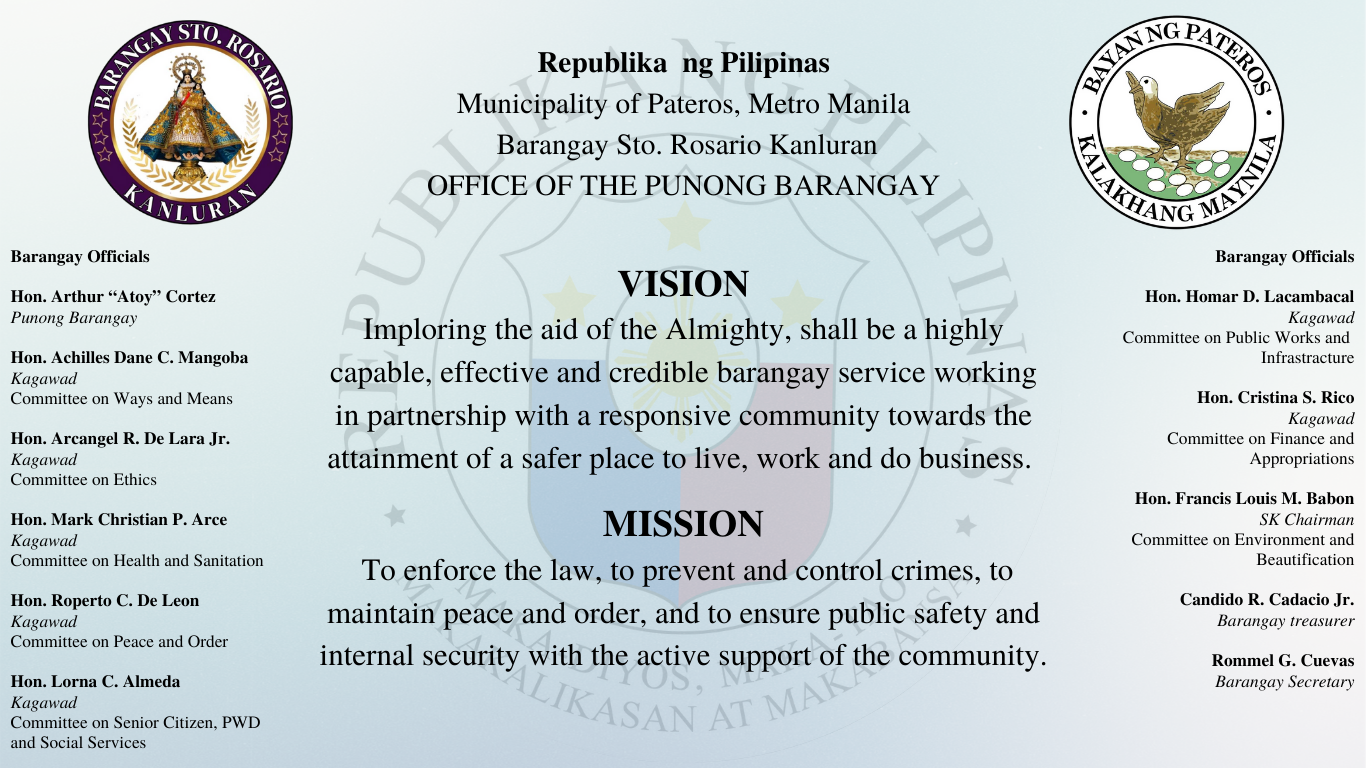 BARANGAY STO. ROSARIO
KANLURAN
Republika ng Pilipinas
Municipality of Pateros, Metro Manila
Barangay Sto. Rosario Kanluran
OFFICE OF THE PUNONG BARANGAY
BAYAN NG PATEROS
KALAKHANG MAYNILA
Barangay Officials
Hon. Arthur “Atoy” Cortez
Punong Barangay
Hon. Achilles Dane C. Mangoba
Kagawad
Committee on Ways and Means
Hon. Arcangel R. De Lara Jr.
Kagawad
Committee on Ethics
Hon. Mark Christian P. Arce
Kagawad
Committee on Health and Sanitation
Hon. Roperto C. De Leon
Kagawad
Committee on Peace and Order
Hon. Lorna C. Almeda
Kagawad
Committee on Senior Citizen, PWD
and Social Services
VISION
Imploring the aid of the Almighty, shall be a highly
capable, effective and credible barangay service working
in partnership with a responsive community towards the
attainment of a safer place to live, work and do business.
MISSION
To enforce the law, to prevent and control crimes, to
maintain peace and order, and to ensure public safety and
internal security with the active support of the community.
Barangay Officials
Hon. Homar D. Lacambacal
Kagawad
Committee on Public Works and
Infrastracture
Hon. Cristina S. Rico
Kagawad
Committee on Finance and
Appropriations
Hon. Francis Louis M. Babon
SK Chairman
Committee on Environment and
Beautification
Candido R. Cadacio Jr.
Barangay treasurer
Rommel G. Cuevas
Barangay Secretary
REPUBLIKA NG PILIPINAS
MAKA-DIYOS, MAKA-TAO
MAKAKALIKASAN AT MAKABANSA